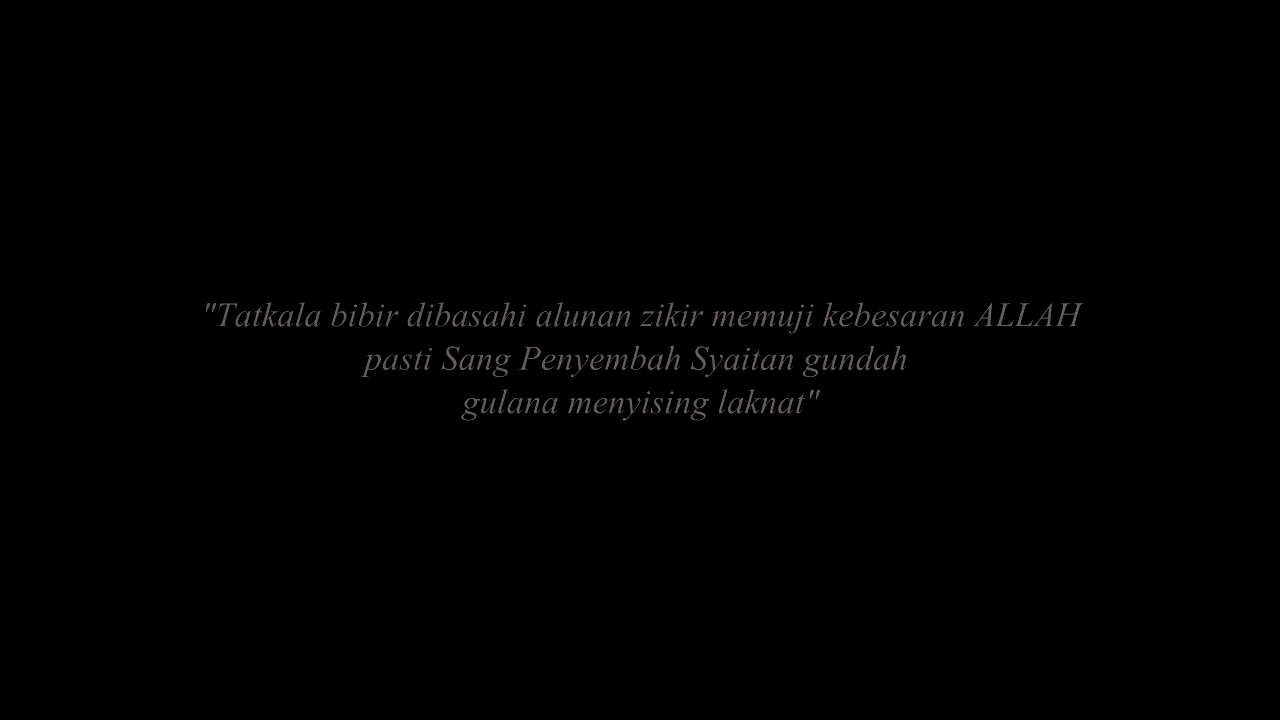 "Tatkala bibir dibasahi alunan zikir memuji kebesaran ALLAH
pasti Sang Penyembah Syaitan gundah
gulana menyising laknat"